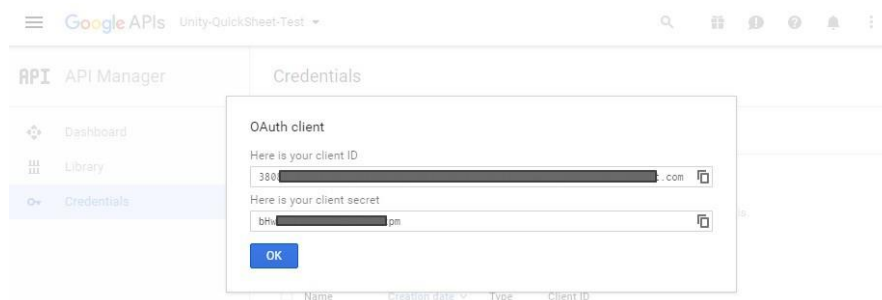 Google APIs Unity-QuickSheet-Test
API API Manager Credentials
OAuth client
Dashboard
Here is your client ID
Library
380 .com
Credentials
Here is your client secret
bHw pm
OK
Name Creation date Type Client ID